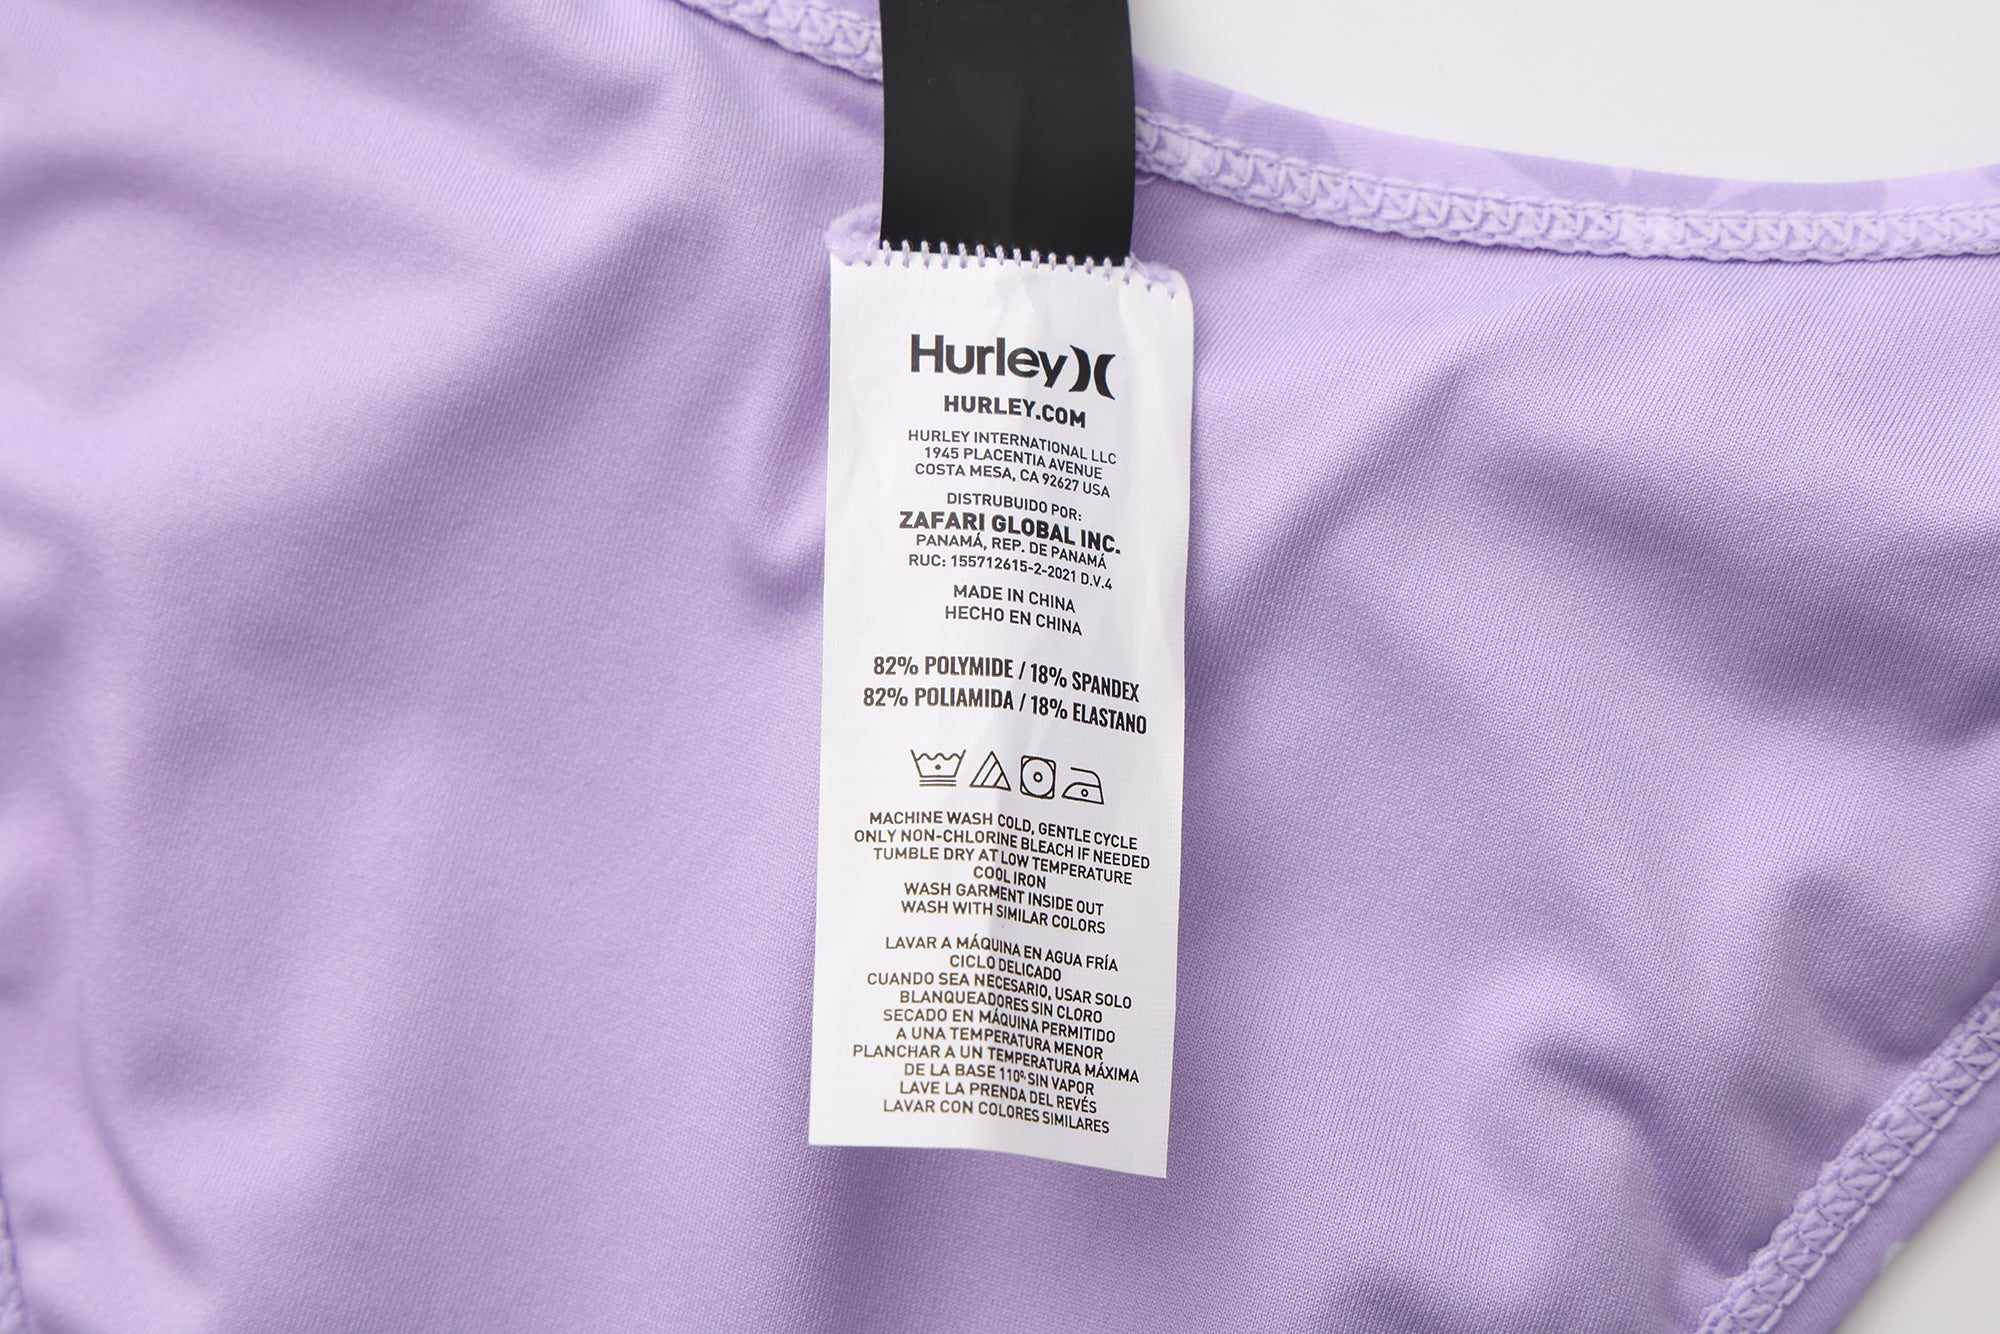 Hurley
HURLEY.COM
HURLEY INTERNATIONAL LLC
1945 PLACENTIA AVENUE
COSTA MESA, CA 92627 USA
DISTRUBUIDO POR:
ZAFARI GLOBAL INC.
PANAMÁ, REP. DE PANAMÁ
RUC: 155712615-2-2021 D.V.4
MADE IN CHINA
HECHO EN CHINA
82% POLYMIDE / 18% SPANDEX
82% POLIAMIDA / 18% ELASTANO
MACHINE WASH COLD, GENTLE CYCLE
ONLY NON-CHLORINE BLEACH IF NEEDED
TUMBLE DRY AT LOW TEMPERATURE
COOL IRON
WASH GARMENT INSIDE OUT
WASH WITH SIMILAR COLORS
LAVAR A MÁQUINA EN AGUA FRÍA
CICLO DELICADO
CUANDO SEA NECESARIO, USAR SOLO
BLANQUEADORES SIN CLORO
SECADO EN MÁQUINA PERMITIDO
A UNA TEMPERATURA MENOR
PLANCHAR A UN TEMPERATURA MÁXIMA
DE LA BASE 110º SIN VAPOR
LAVE LA PRENDA DEL REVÉS
LAVAR CON COLORES SIMILARES